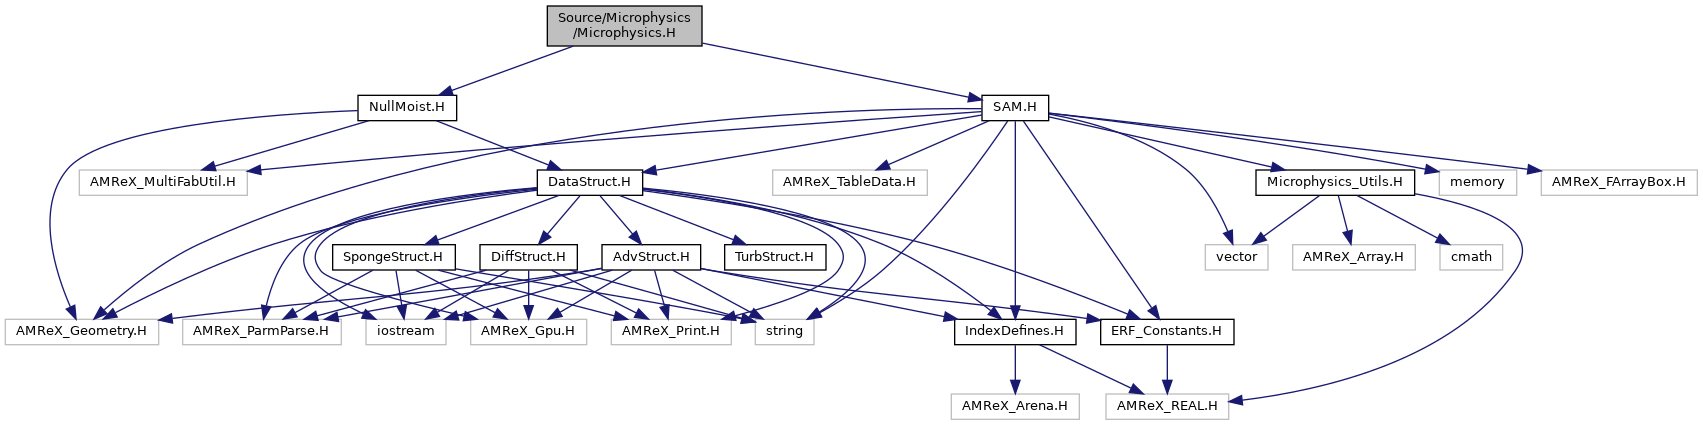 Source/Microphysics
/Microphysics.H
NullMoist.H
SAM.H
AMReX_MultiFabUtil.H
DataStruct.H
AMReX_TableData.H
Microphysics_Utils.H
memory
AMReX_FArrayBox.H
SpongeStruct.H
DiffStruct.H
AdvStruct.H
TurbStruct.H
vector
AMReX_Array.H
cmath
AMReX_Geometry.H
AMReX_ParmParse.H
iostream
AMReX_Gpu.H
AMReX_Print.H
string
IndexDefines.H
ERF_Constants.H
AMReX_Arena.H
AMReX_REAL.H